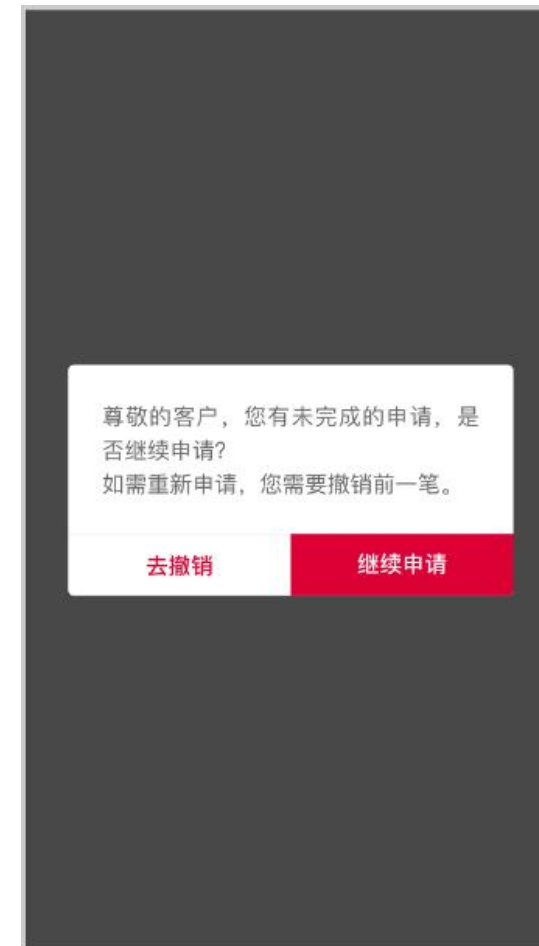 尊敬的客户，您有未完成的申请，是
否继续申请？
如需重新申请，您需要撤销前一笔。
去撤销
继续申请